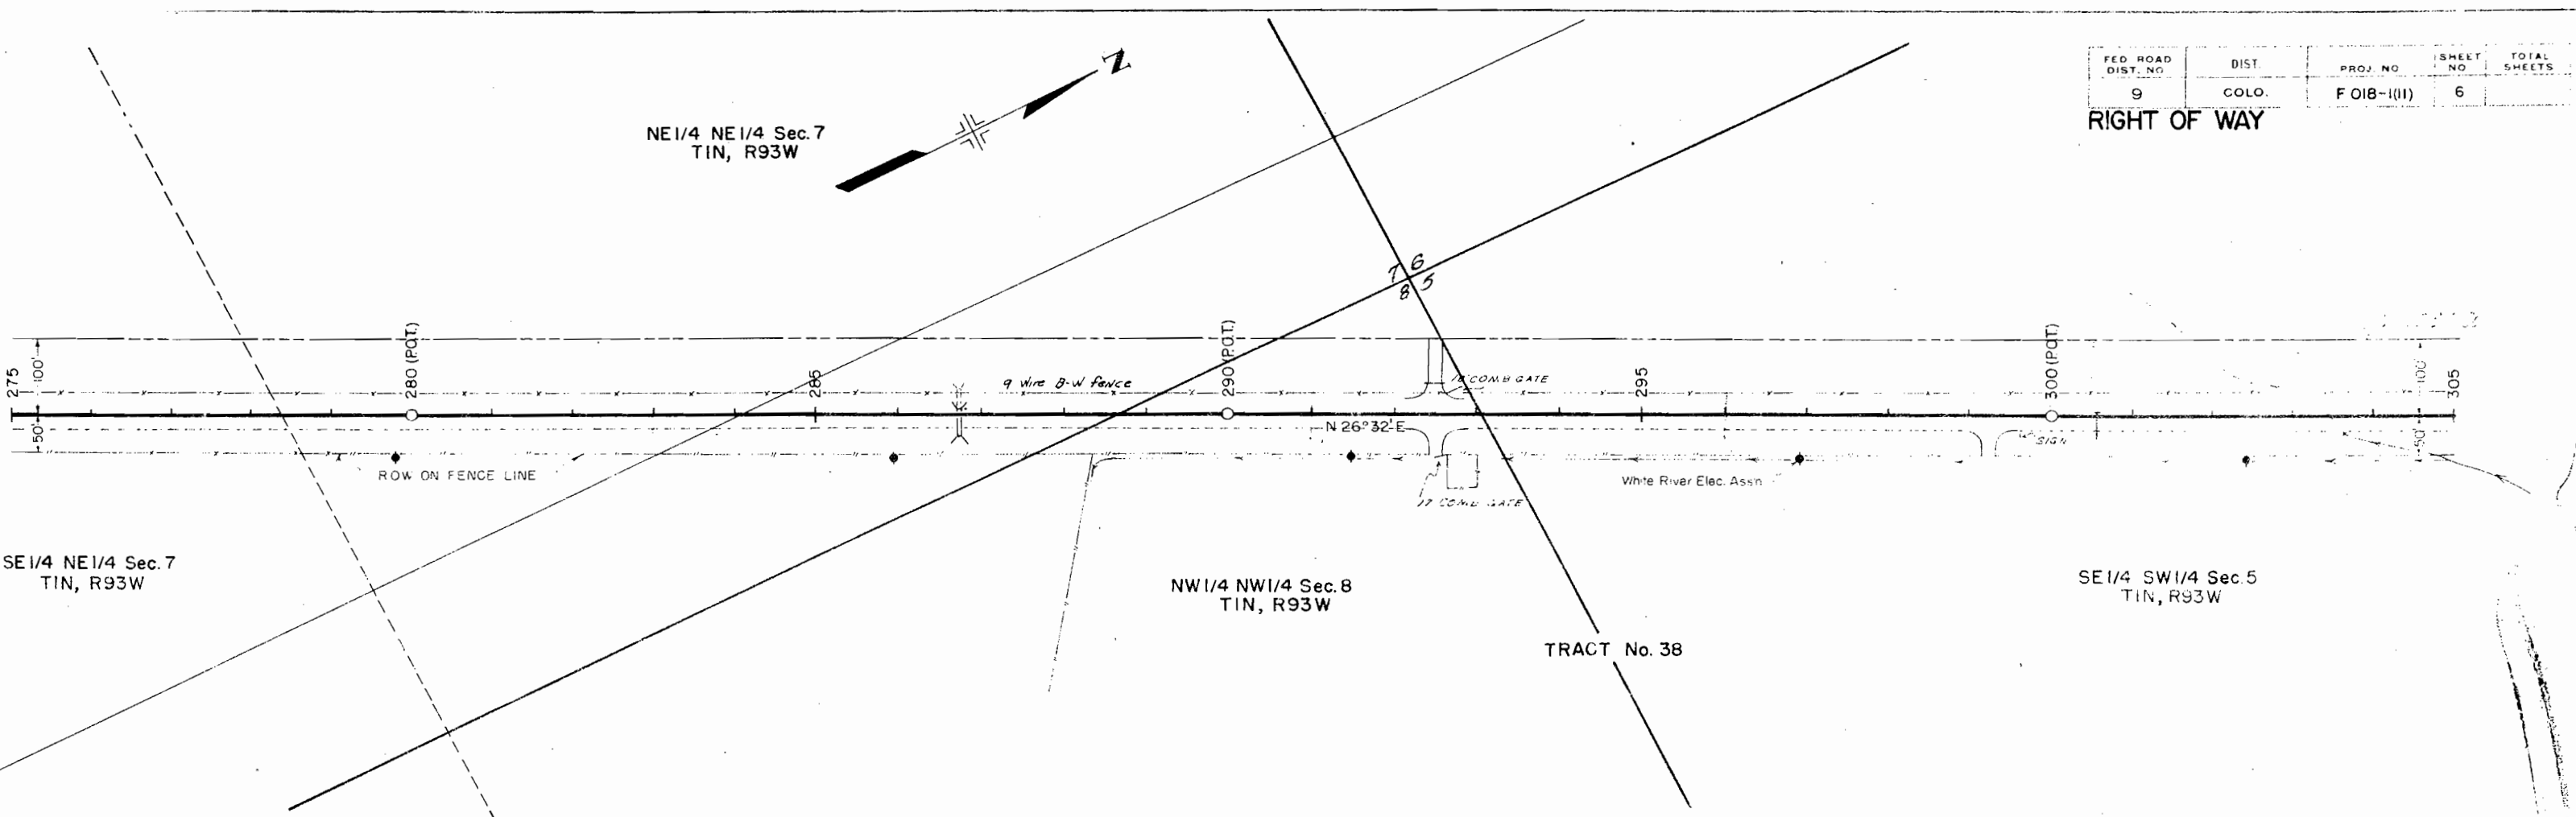 FED ROAD DIST. NO
DIST.
PROJ. NO
SHEET NO
TOTAL SHEETS
9
COLO.
F 018-1(11)
6
RIGHT OF WAY
N
NE1/4 NE1/4 Sec. 7
T1N, R93W
7 6
8 5
275
100'
50'
280 (P.O.T.)
285
9 Wire B-W fence
290 (P.O.T.)
COMB GATE
295
300 (P.O.T.)
100'
50'
305
N 26°32' E
SIGN
ROW ON FENCE LINE
17' COMB GATE
White River Elec. Ass'n
SE1/4 NE1/4 Sec. 7
T1N, R93W
NW1/4 NW1/4 Sec. 8
T1N, R93W
SE1/4 SW1/4 Sec. 5
T1N, R93W
TRACT No. 38